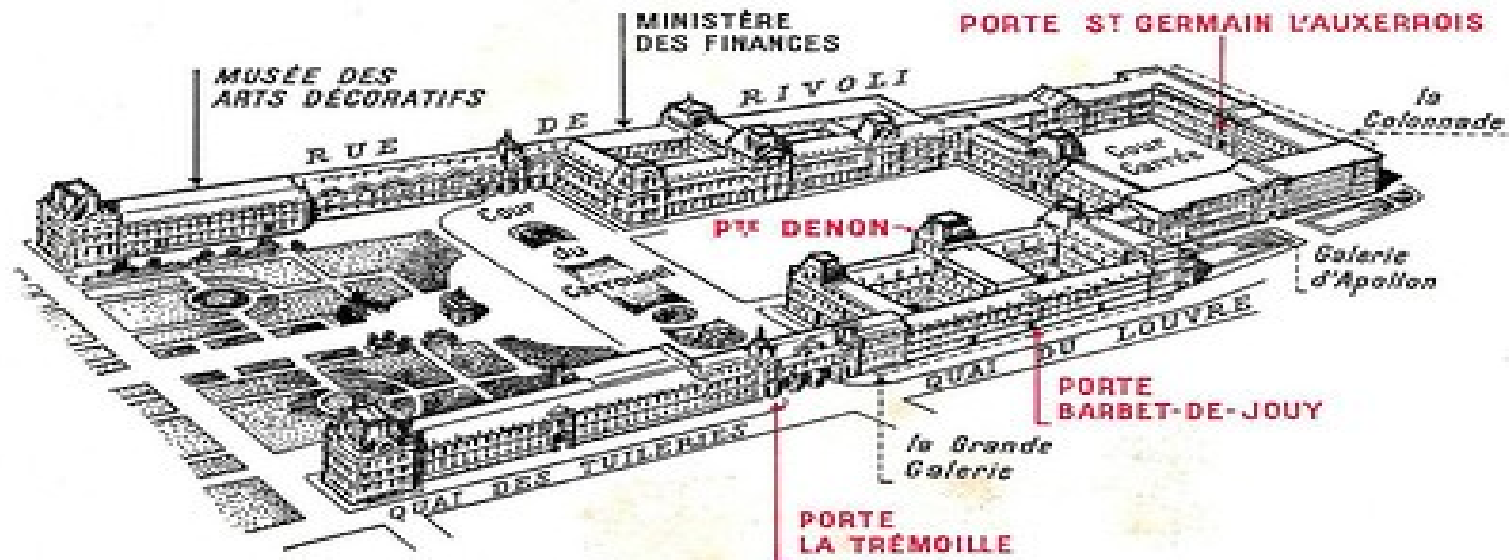 MINISTÈRE
DES FINANCES
PORTE ST GERMAIN L'AUXERROIS
MUSÉE DES
ARTS DÉCORATIFS
RUE DE RIVOLI
la
Colonnade
Cour
Carrée
Cour
du
Carrousel
PTE DENON
Galerie
d'Apollon
QUAI DU LOUVRE
PORTE
BARBET-DE-JOUY
la Grande
Galerie
QUAI DES TUILERIES
PORTE
LA TRÉMOILLE